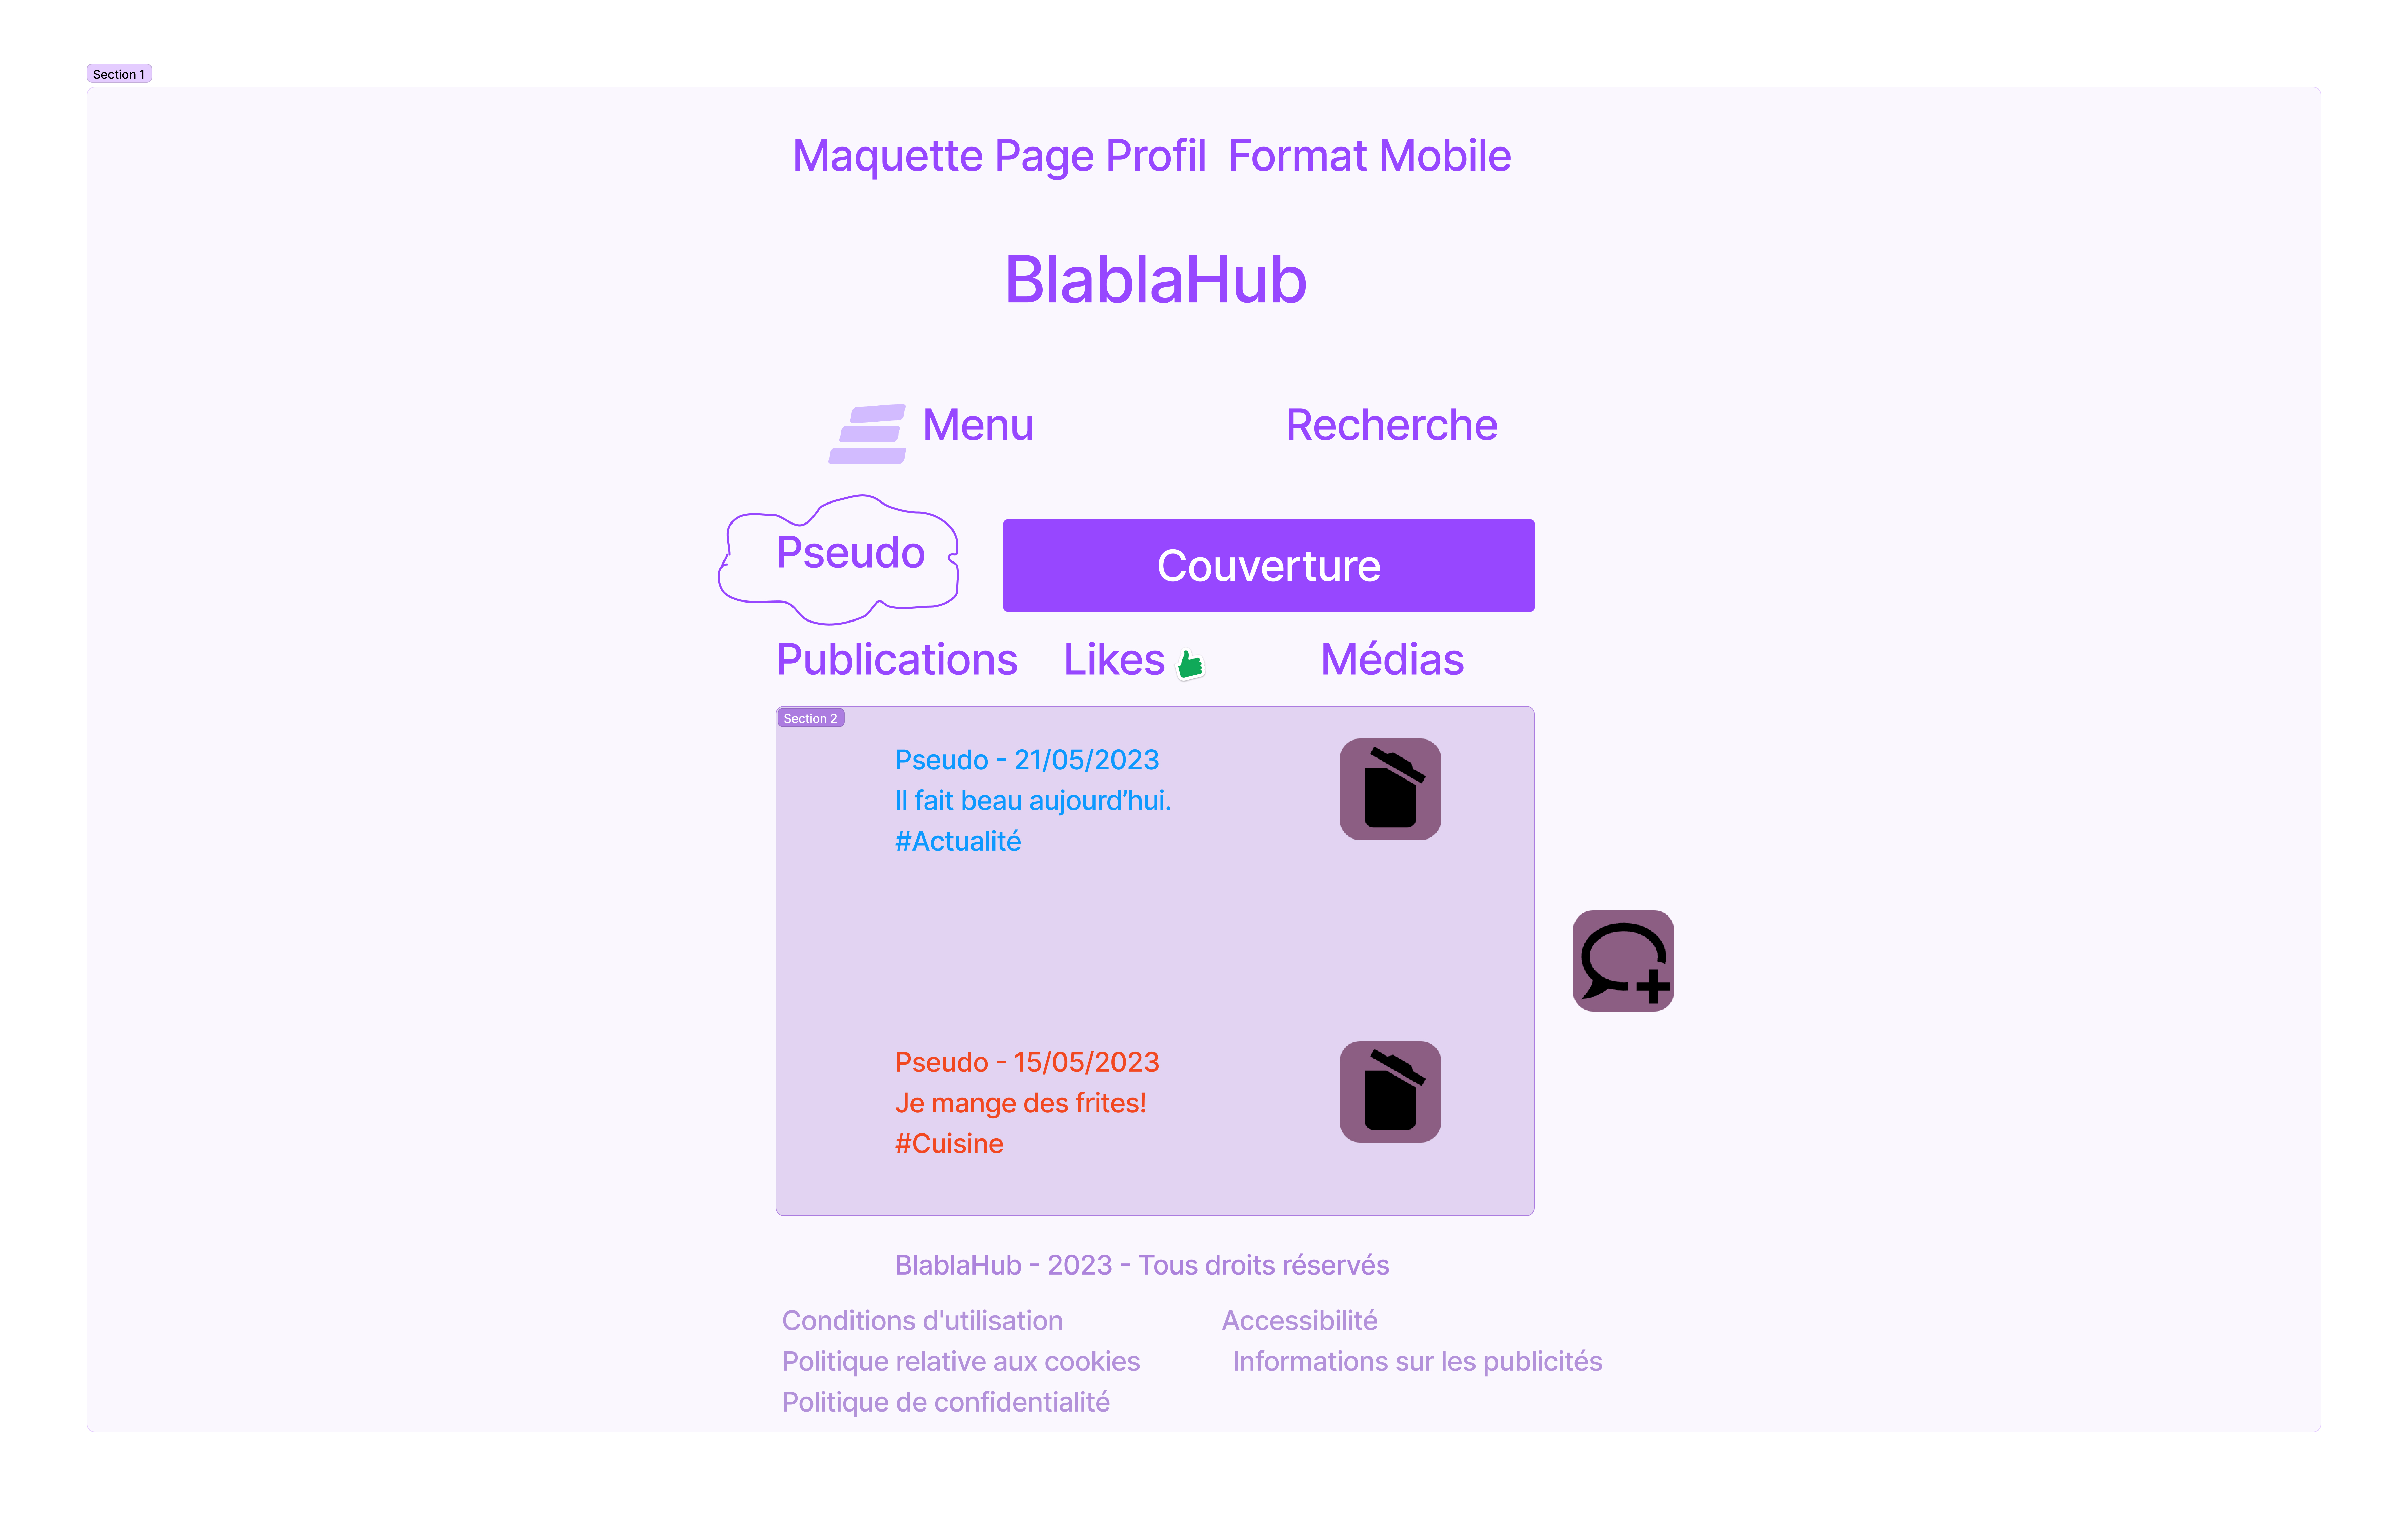 Section 1
Maquette Page Profil  Format Mobile
BlablaHub
Menu
Recherche
Pseudo
Couverture
Publications
Likes
Médias
Section 2
Pseudo - 21/05/2023
Il fait beau aujourd’hui.
#Actualité
Pseudo - 15/05/2023
Je mange des frites!
#Cuisine
BlablaHub - 2023 - Tous droits réservés
Conditions d'utilisation
Accessibilité
Politique relative aux cookies
Informations sur les publicités
Politique de confidentialité